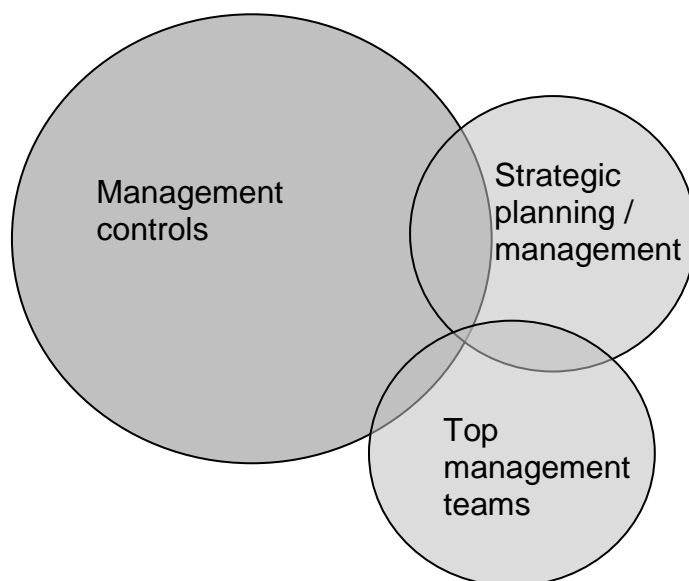 Management
controls
Strategic
planning /
management
Top
management
teams